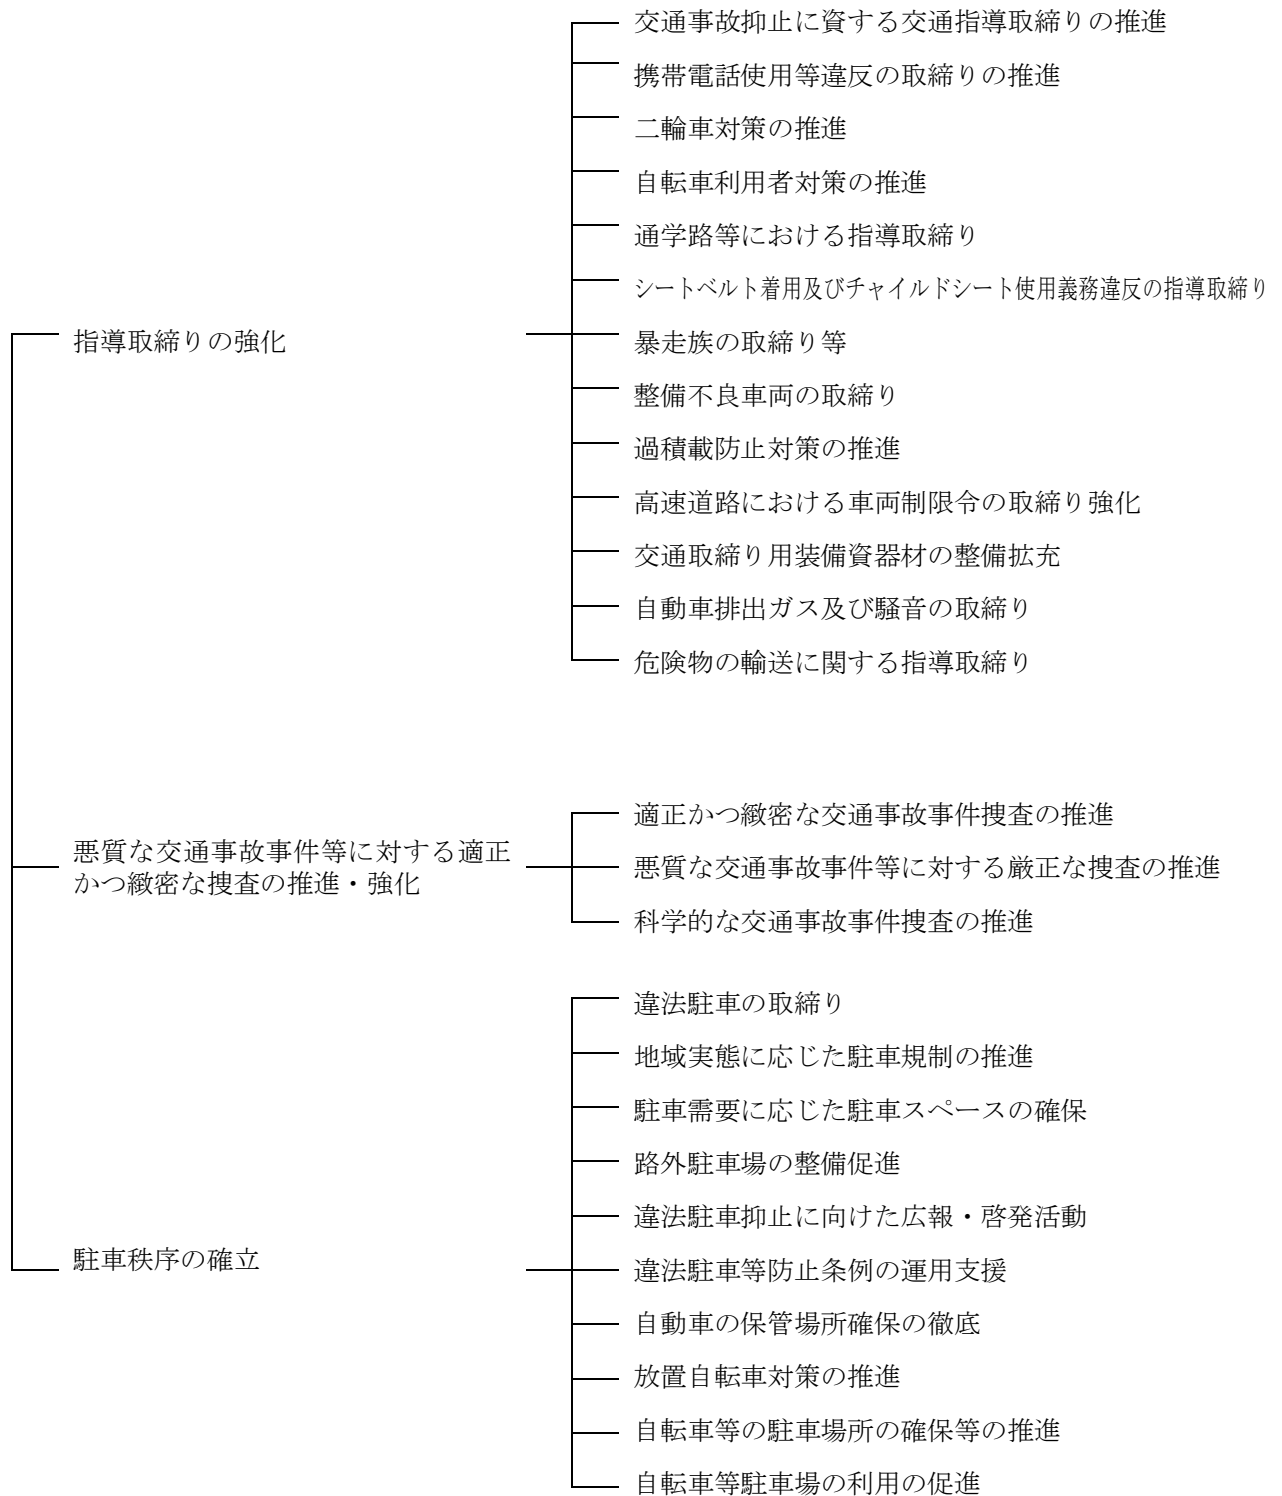 指導取締りの強化
交通事故抑止に資する交通指導取締りの推進
携帯電話使用等違反の取締りの推進
二輪車対策の推進
自転車利用者対策の推進
通学路等における指導取締り
シートベルト着用及びチャイルドシート使用義務違反の指導取締り
暴走族の取締り等
整備不良車両の取締り
過積載防止対策の推進
高速道路における車両制限令の取締り強化
交通取締り用装備資器材の整備拡充
自動車排出ガス及び騒音の取締り
危険物の輸送に関する指導取締り
悪質な交通事故事件等に対する適正
かつ緻密な捜査の推進・強化
適正かつ緻密な交通事故事件捜査の推進
悪質な交通事故事件等に対する厳正な捜査の推進
科学的な交通事故事件捜査の推進
駐車秩序の確立
違法駐車の取締り
地域実態に応じた駐車規制の推進
駐車需要に応じた駐車スペースの確保
路外駐車場の整備促進
違法駐車抑止に向けた広報・啓発活動
違法駐車等防止条例の運用支援
自動車の保管場所確保の徹底
放置自転車対策の推進
自転車等の駐車場所の確保等の推進
自転車等駐車場の利用の促進